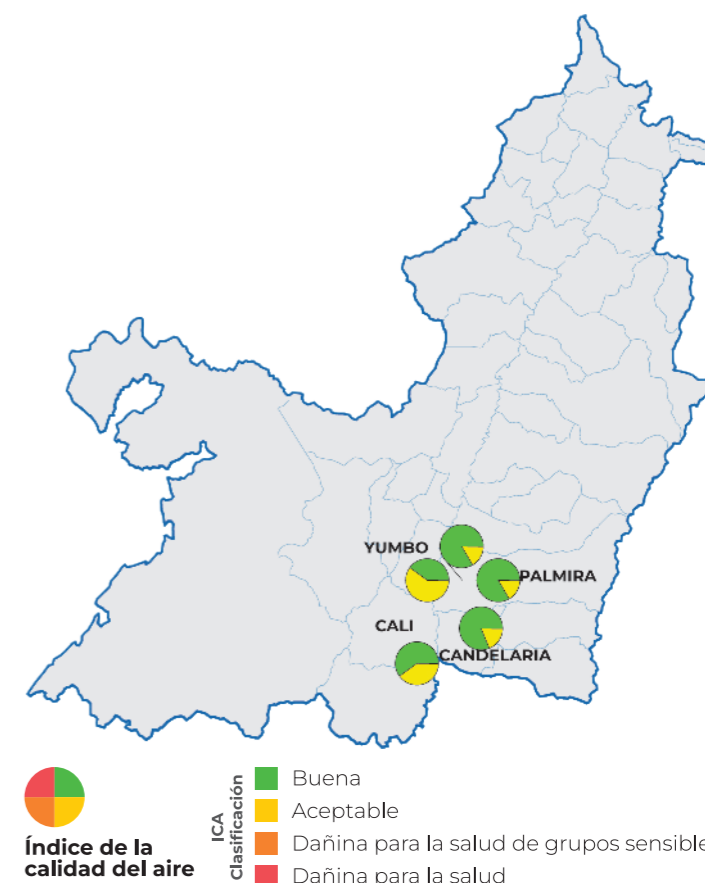 YUMBO
PALMIRA
CALI
CANDELARIA
Índice de la
calidad del aire
ICA
Clasificación
Buena
Aceptable
Dañina para la salud de grupos sensible
Dañina para la salud